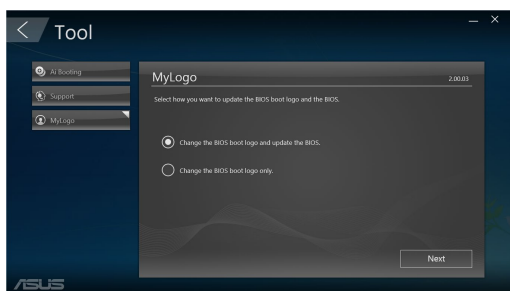 Tool
Ai Booting
Support
MyLogo
MyLogo
2.00.03
Select how you want to update the BIOS boot logo and the BIOS.
Change the BIOS boot logo and update the BIOS.
Change the BIOS boot logo only.
Next
ASUS